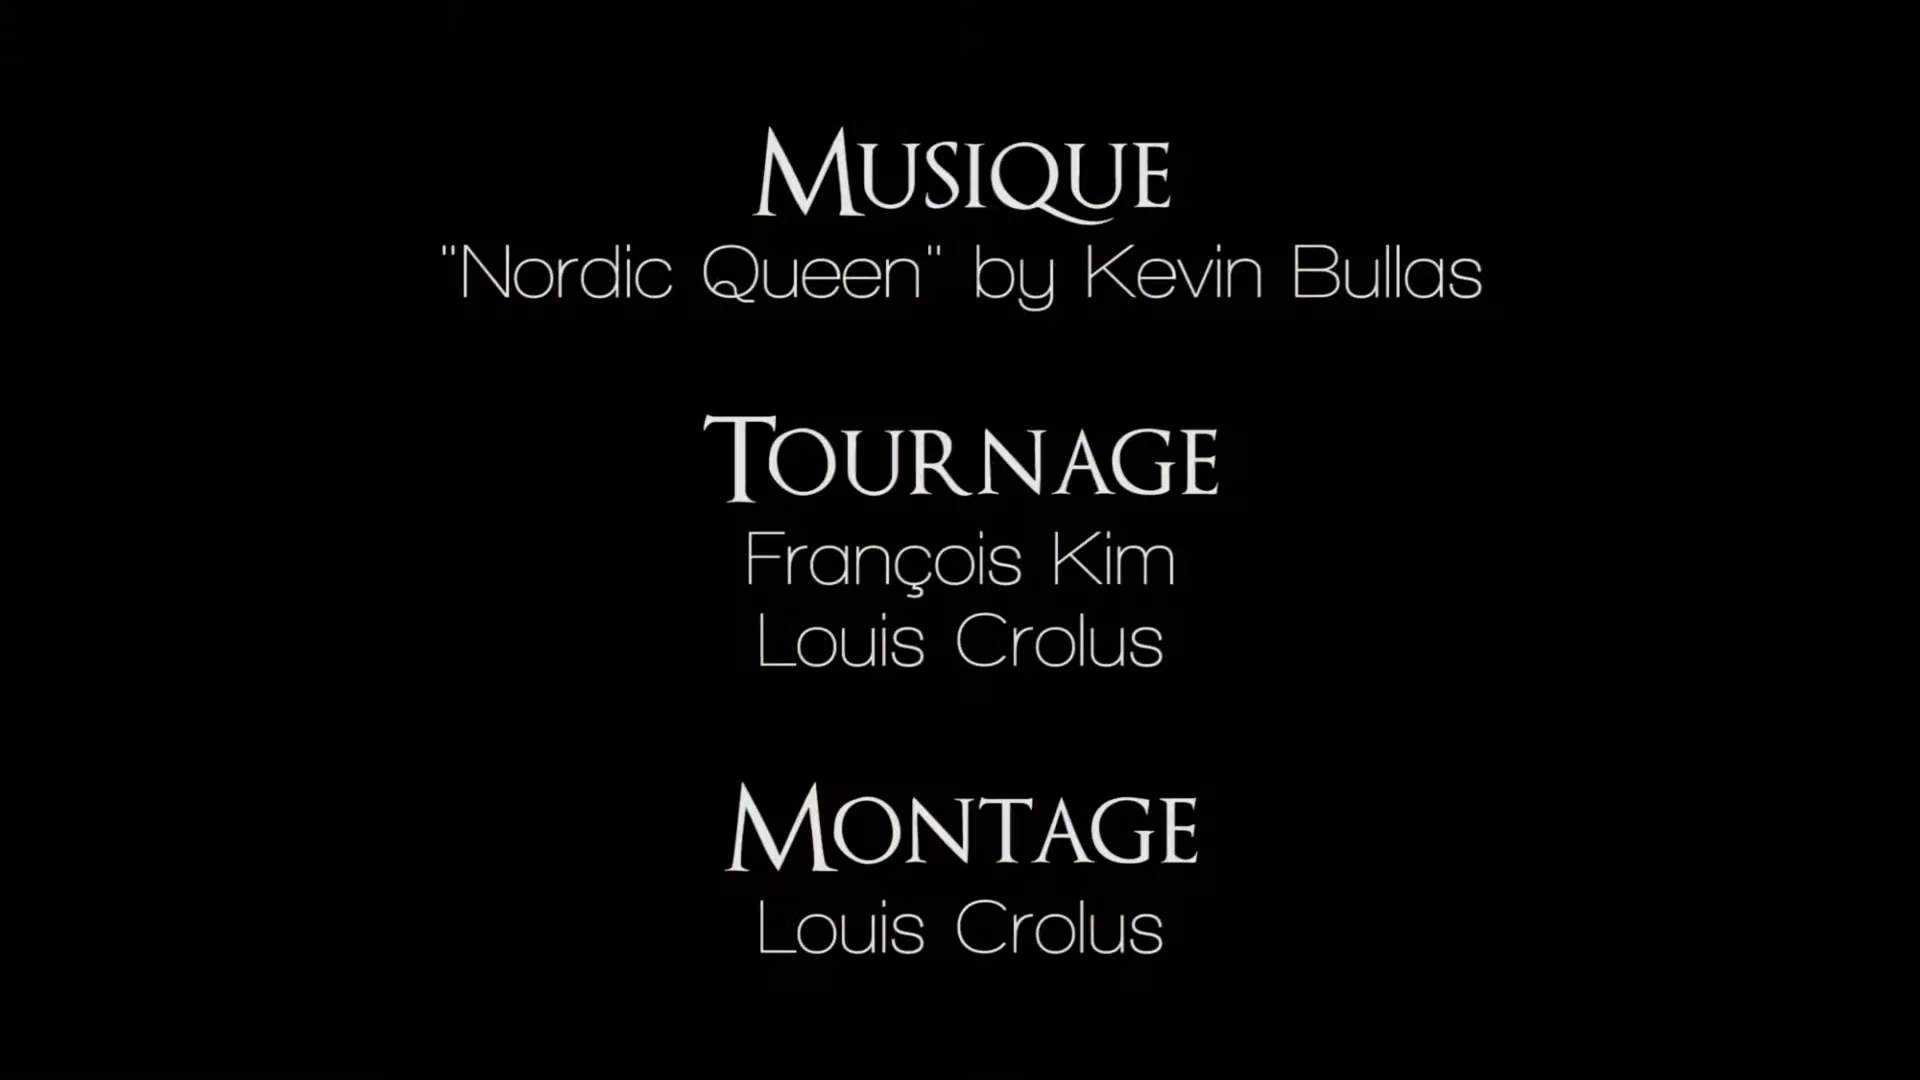 MUSIQUE
"Nordic Queen" by Kevin Bullas
TOURNAGE
François Kim
Louis Crolus
MONTAGE
Louis Crolus